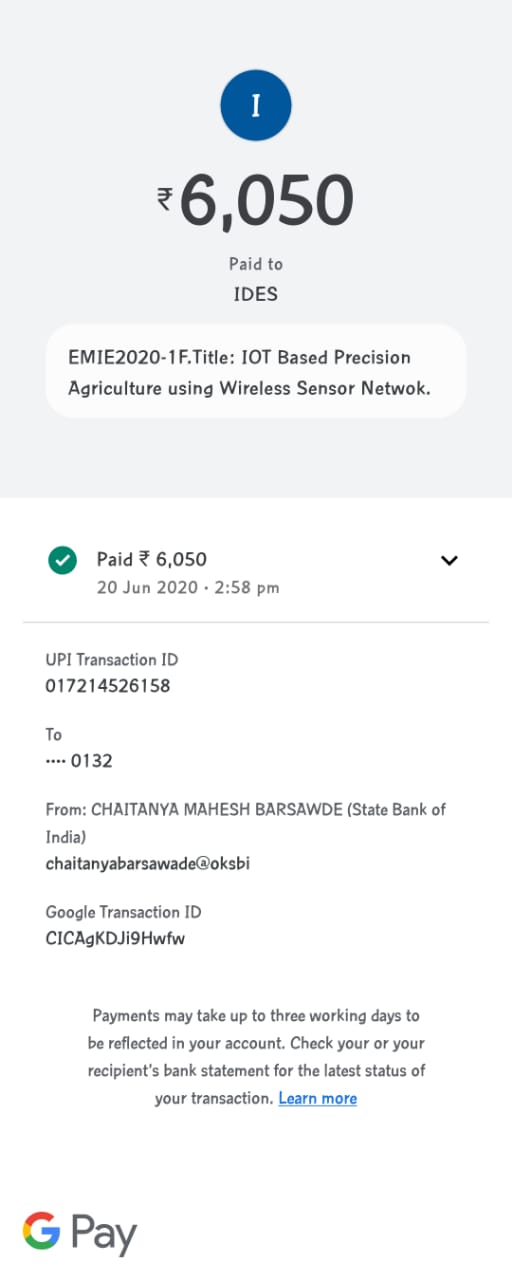 I
₹6,050
Paid to
IDES
EMIE2020-1F.Title: IOT Based Precision
Agriculture using Wireless Sensor Netwok.
Paid ₹ 6,050
20 Jun 2020 · 2:58 pm
UPI Transaction ID
017214526158
To
···· 0132
From: CHAITANYA MAHESH BARSAWDE (State Bank of
India)
chaitanyabarsawade@oksbi
Google Transaction ID
CICAgKDJi9Hwfw
Payments may take up to three working days to
be reflected in your account. Check your or your
recipient's bank statement for the latest status of
your transaction. Learn more
G Pay